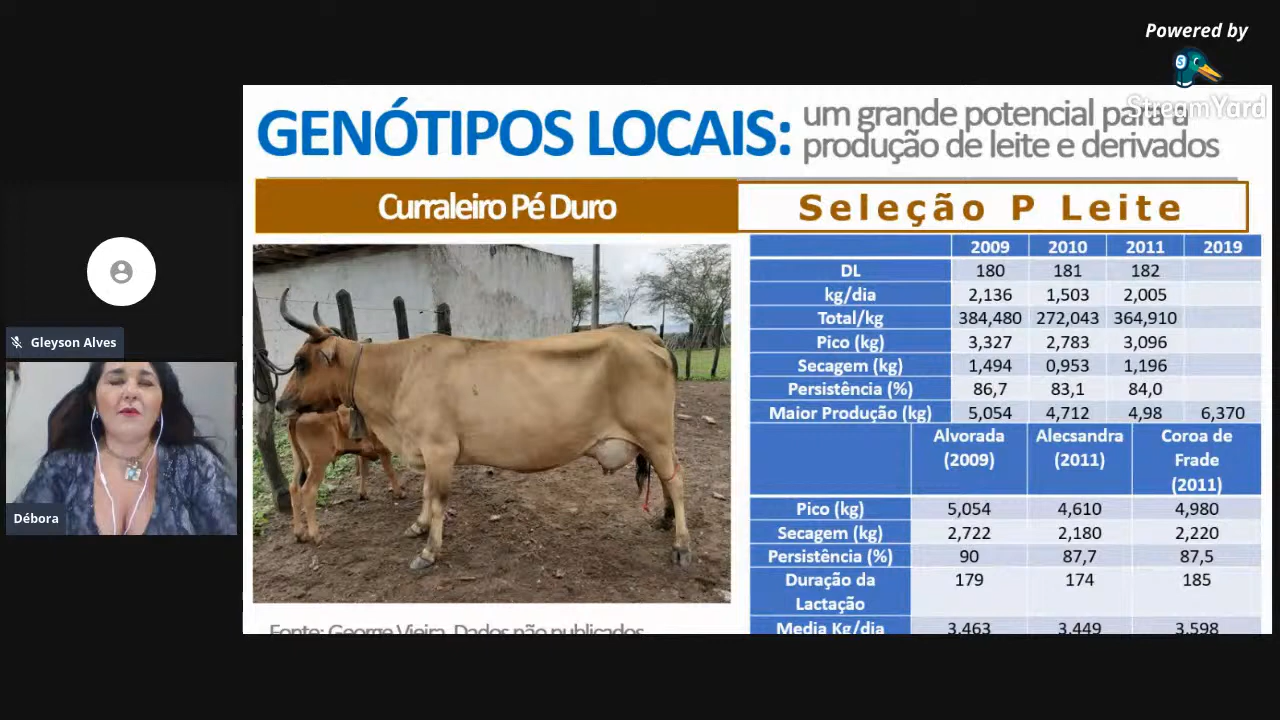 Powered by
StreamYard
GENÓTIPOS LOCAIS:
um grande potencial para a
produção de leite e derivados
Curraleiro Pé Duro
Seleção P Leite
2009 2010 2011 2019
DL 180 181 182
kg/dia 2,136 1,503 2,005
Total/kg 384,480 272,043 364,910
Pico (kg) 3,327 2,783 3,096
Secagem (kg) 1,494 0,953 1,196
Persistência (%) 86,7 83,1 84,0
Maior Produção (kg) 5,054 4,712 4,98 6,370
Alvorada Alecsandra Coroa de
(2009) (2011) Frade
(2011)
Pico (kg) 5,054 4,610 4,980
Secagem (kg) 2,722 2,180 2,220
Persistência (%) 90 87,7 87,5
Duração da 179 174 185
Lactação
Media Kg/dia 3,463 3,449 3,598
Fonte: George Vieira. Dados não publicados
Gleyson Alves
Débora